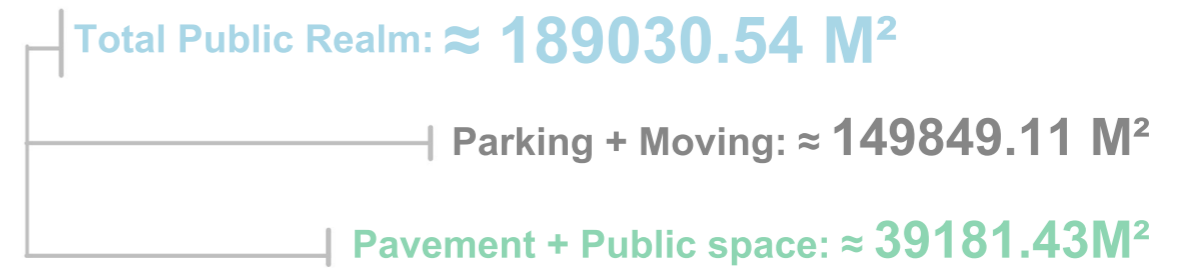 Total Public Realm: ≈ 189030.54 M²
Parking + Moving: ≈ 149849.11 M²
Pavement + Public space: ≈ 39181.43M²